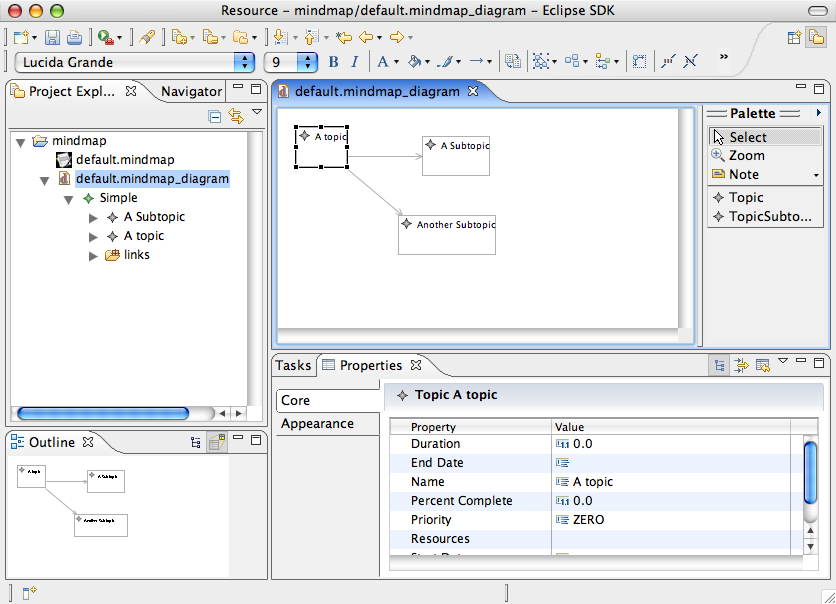 Resource – mindmap/default.mindmap_diagram – Eclipse SDK
Lucida Grande
9
B I A
»
Project Expl...
Navigator
mindmap
default.mindmap
default.mindmap_diagram
Simple
A Subtopic
A topic
links
Outline
A topic
A Subtopic
Another Subtopic
default.mindmap_diagram
A topic
A Subtopic
Another Subtopic
Palette
Select
Zoom
Note
Topic
TopicSubto...
Tasks
Properties
Core
Appearance
Topic A topic
Property Value
Duration 0.0
End Date
Name A topic
Percent Complete 0.0
Priority ZERO
Resources